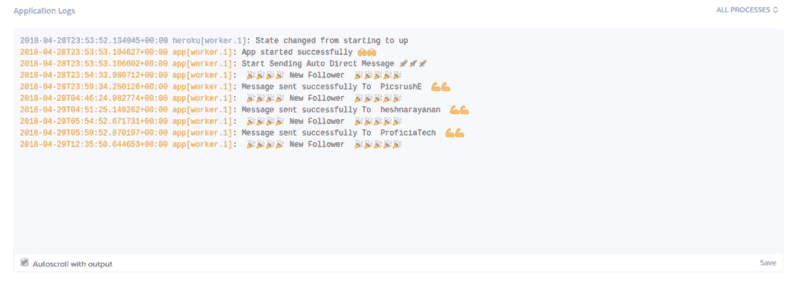 Application Logs
ALL PROCESSES
2018-04-28T23:53:52.134945+00:00 heroku[worker.1]: State changed from starting to up
2018-04-28T23:53:53.104627+00:00 app[worker.1]: App started successfully 🙌🙌
2018-04-28T23:53:53.106602+00:00 app[worker.1]: Start Sending Auto Direct Message 🚀🚀🚀
2018-04-28T23:54:33.980712+00:00 app[worker.1]: 🎉🎉🎉🎉 New Follower 🎉🎉🎉🎉🎉
2018-04-28T23:59:34.250126+00:00 app[worker.1]: Message sent successfully To PicsrushE 💪💪
2018-04-29T04:46:24.982774+00:00 app[worker.1]: 🎉🎉🎉🎉 New Follower 🎉🎉🎉🎉🎉
2018-04-29T04:51:25.149262+00:00 app[worker.1]: Message sent successfully To heshnarayanan 💪💪
2018-04-29T05:54:52.671731+00:00 app[worker.1]: 🎉🎉🎉🎉 New Follower 🎉🎉🎉🎉🎉
2018-04-29T05:59:52.870197+00:00 app[worker.1]: Message sent successfully To ProficiaTech 💪💪
2018-04-29T12:35:50.644653+00:00 app[worker.1]: 🎉🎉🎉🎉 New Follower 🎉🎉🎉🎉🎉
Autoscroll with output
Save